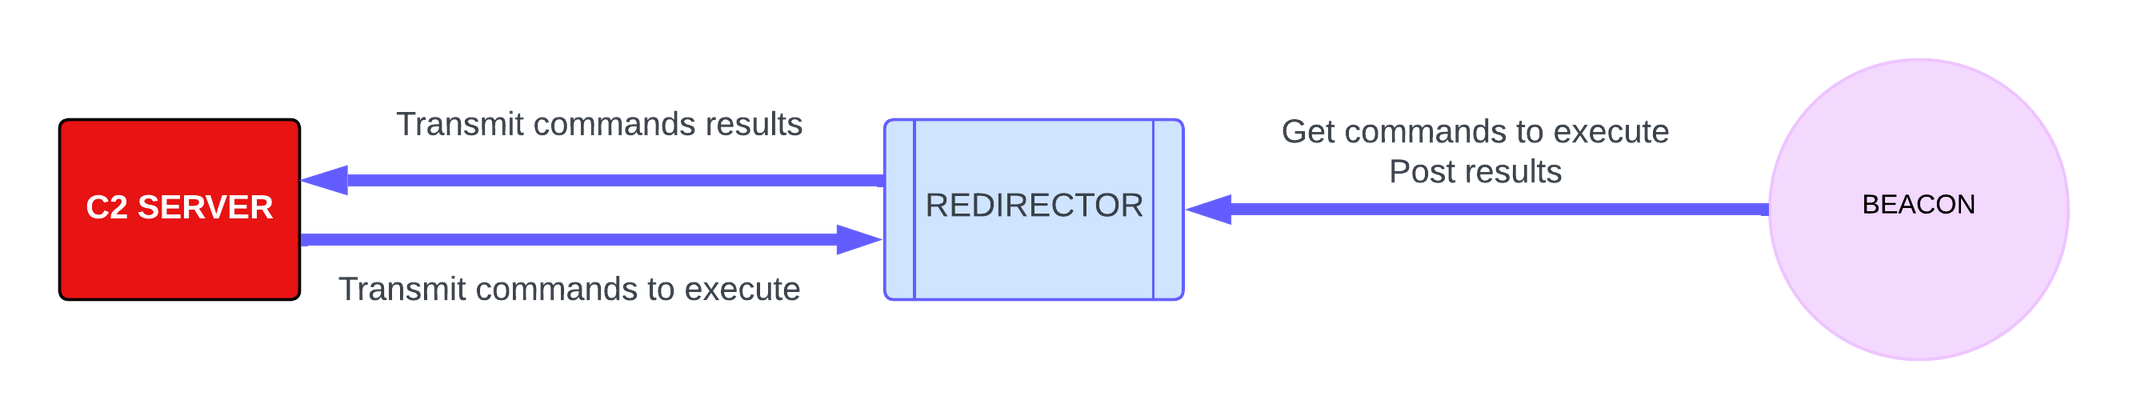 Transmit commands results
Get commands to execute
Post results
C2 SERVER
REDIRECTOR
BEACON
Transmit commands to execute